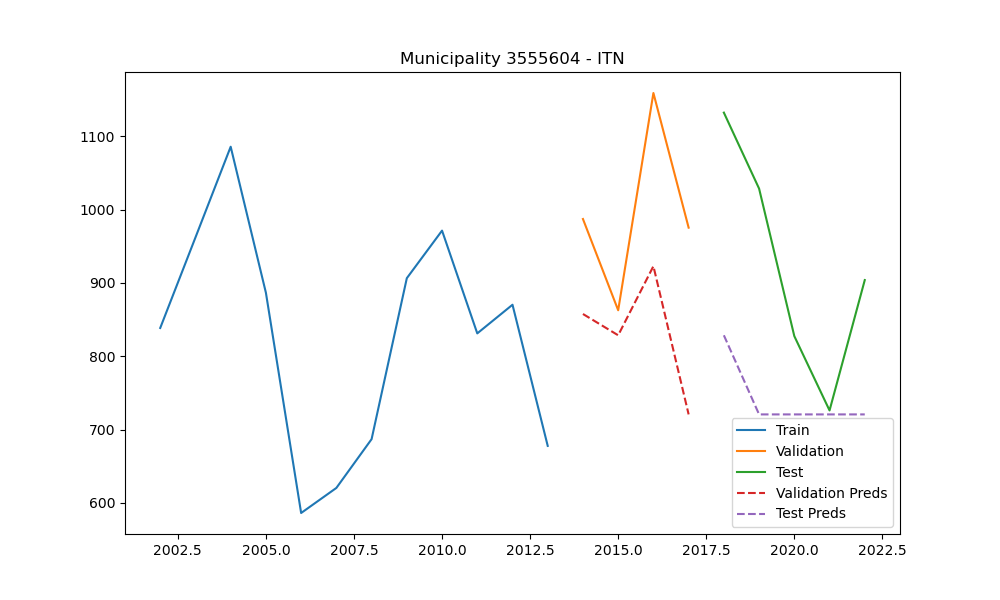 Municipality 3555604 - ITN
1100
1000
900
800
700
600
2002.5 2005.0 2007.5 2010.0 2012.5 2015.0 2017.5 2020.0 2022.5
Train
Validation
Test
Validation Preds
Test Preds